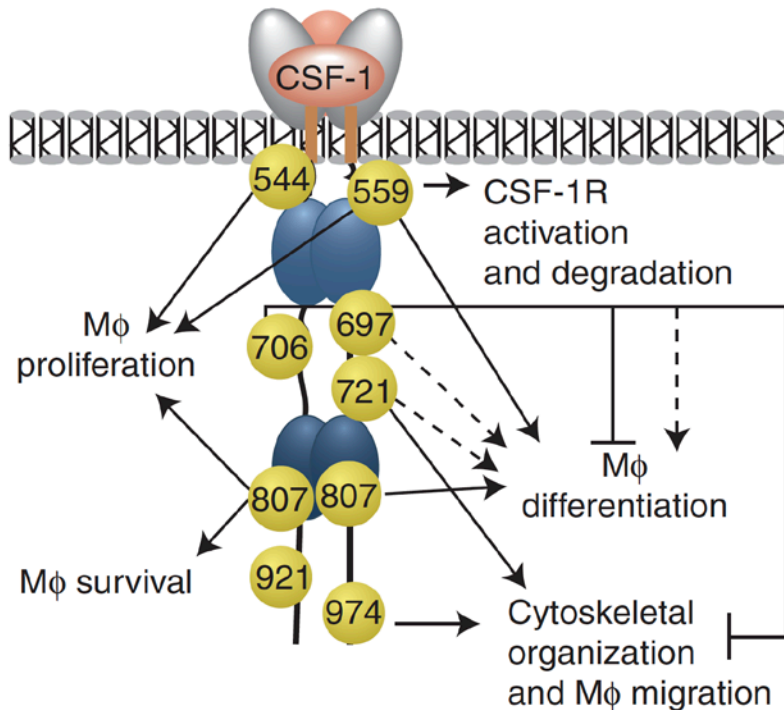 CSF-1
544
559
CSF-1R
activation
and degradation
Mϕ
proliferation
706
697
721
Mϕ
differentiation
807
807
Mϕ survival
921
974
Cytoskeletal
organization
and Mϕ migration